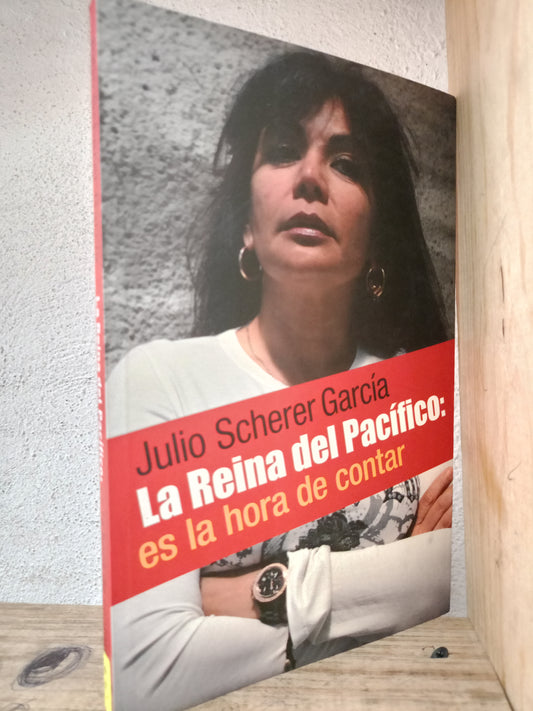 Julio Scherer García
La Reina del Pacífico:
es la hora de contar